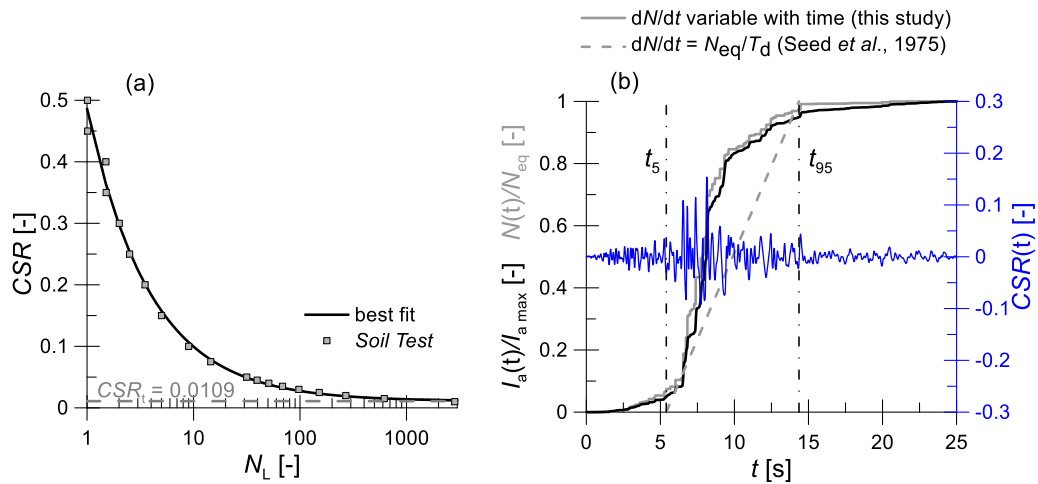 dN/dt variable with time (this study)
dN/dt = Neq/Td (Seed et al., 1975)
(a)
CSR [-]
0.5
0.4
0.3
0.2
0.1
0
best fit
Soil Test
CSRt = 0.0109
1
10
100
1000
NL [-]
(b)
N(t)/Neq [-]
Ia(t)/Ia max [-]
1
0.8
0.6
0.4
0.2
0
t5
t95
0.3
0.2
0.1
0
-0.1
-0.2
-0.3
CSR(t) [-]
0
5
10
15
20
25
t [s]